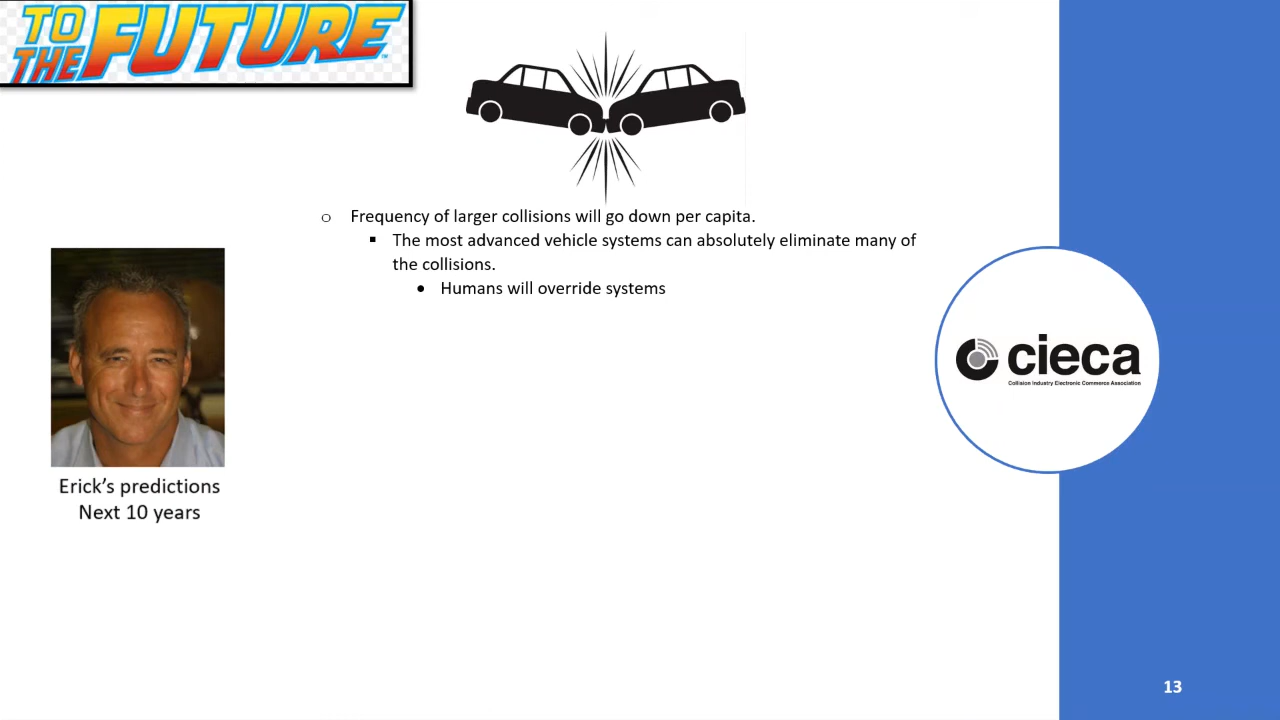 TO
THE FUTURE
™
o Frequency of larger collisions will go down per capita.
▪ The most advanced vehicle systems can absolutely eliminate many of
the collisions.
• Humans will override systems
Erick’s predictions
Next 10 years
cieca
Collision Industry Electronic Commerce Association
13